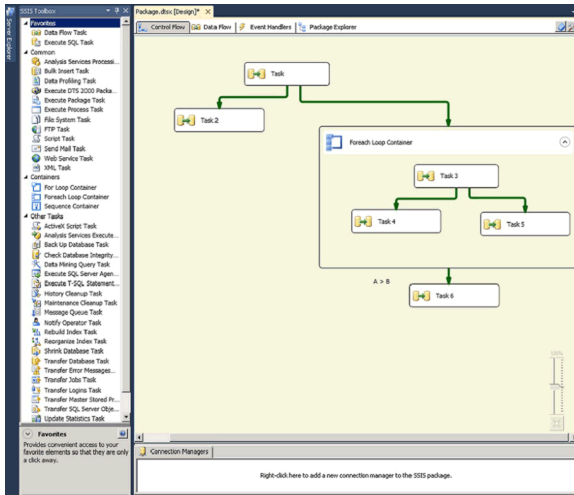 SSIS Toolbox
Package.dtsx [Design]*
Server Explorer
Favorites
Data Flow Task
Execute SQL Task
Common
Analysis Services Processi...
Bulk Insert Task
Data Profiling Task
Execute DTS 2000 Packa...
Execute Package Task
Execute Process Task
File System Task
FTP Task
Script Task
Send Mail Task
Web Service Task
XML Task
Containers
For Loop Container
Foreach Loop Container
Sequence Container
Other Tasks
ActiveX Script Task
Analysis Services Execute...
Back Up Database Task
Check Database Integrity...
Data Mining Query Task
Execute SQL Server Agen...
Execute T-SQL Statement...
History Cleanup Task
Maintenance Cleanup Task
Message Queue Task
Notify Operator Task
Rebuild Index Task
Reorganize Index Task
Shrink Database Task
Transfer Database Task
Transfer Error Messages...
Transfer Jobs Task
Transfer Logins Task
Transfer Master Stored Pr...
Transfer SQL Server Obje...
Update Statistics Task
Favorites
Provides convenient access to your
favorite elements so that they are only
a click away.
Control Flow
Data Flow
Event Handlers
Package Explorer
Task
Task 2
Foreach Loop Container
Task 3
Task 4
Task 5
A > B
Task 6
100%
Connection Managers
Right-click here to add a new connection manager to the SSIS package.